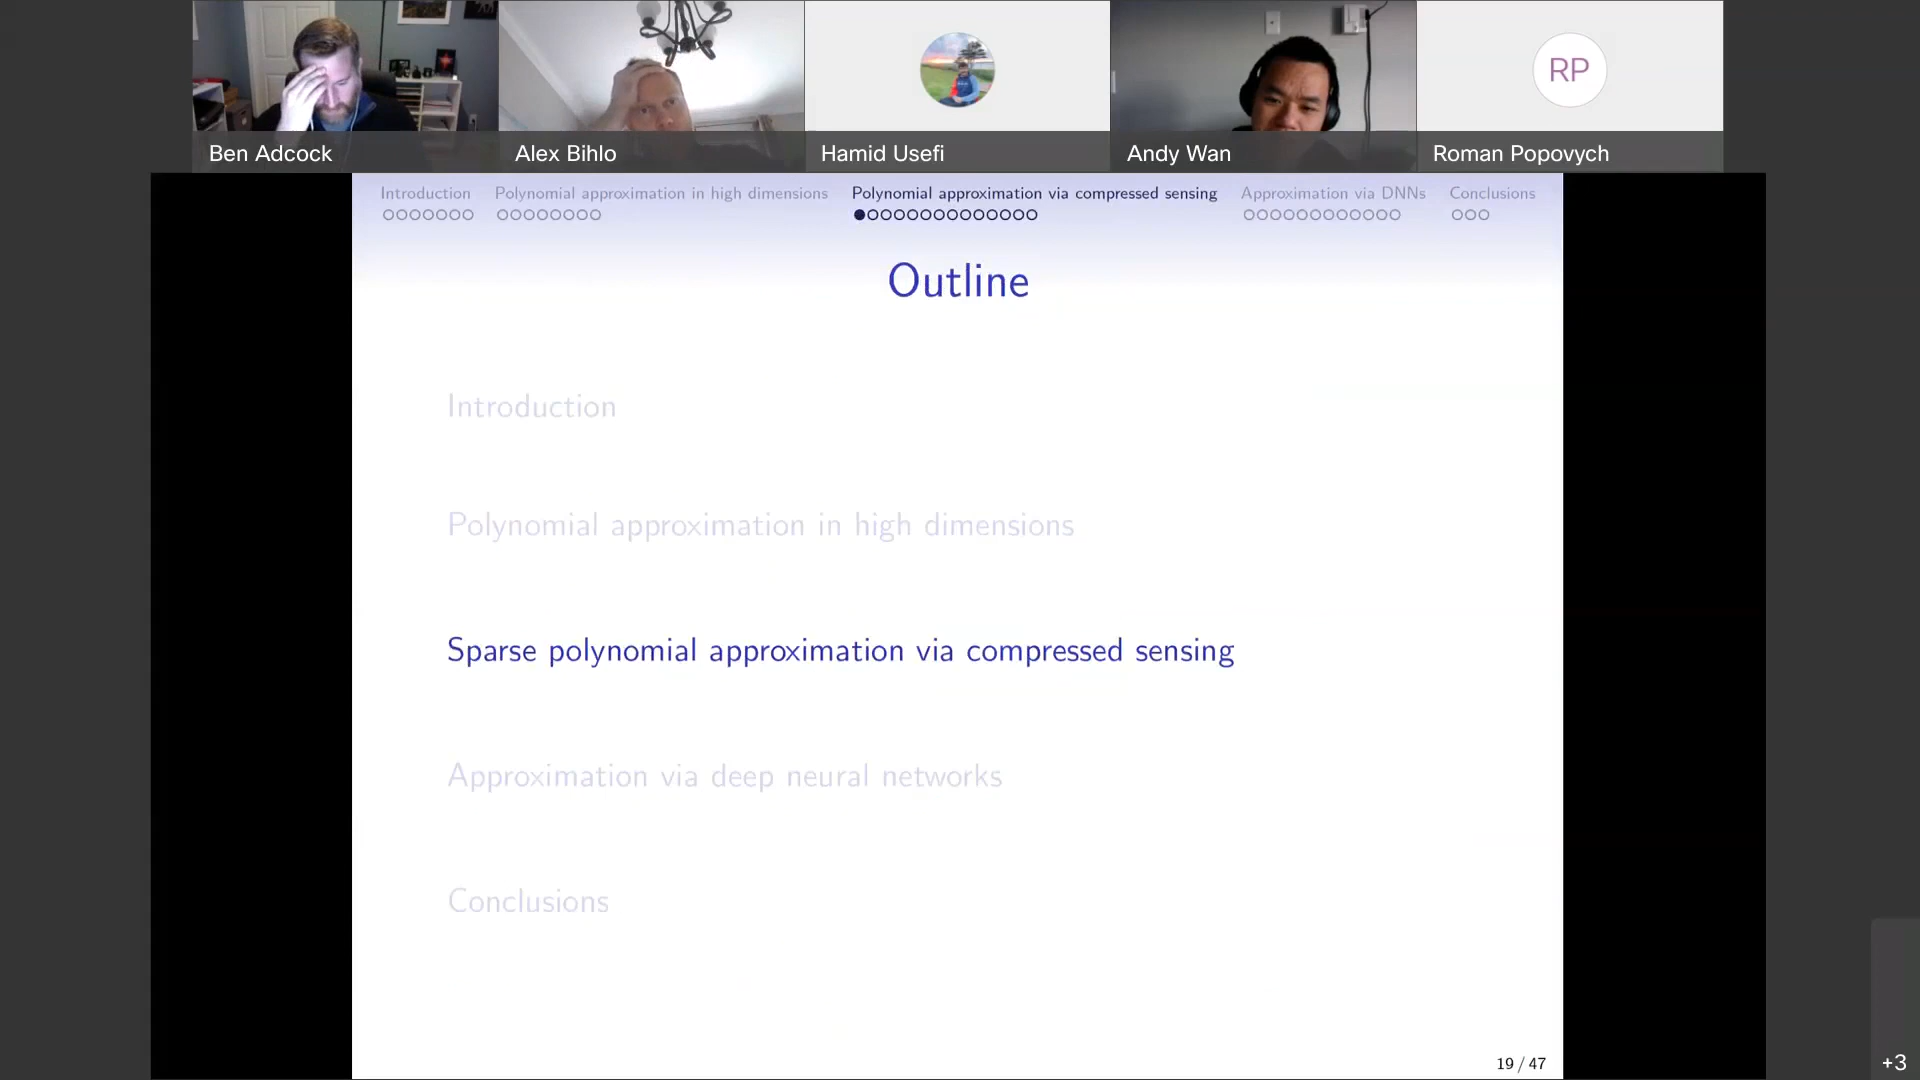 RP
Ben Adcock
Alex Bihlo
Hamid Usefi
Andy Wan
Roman Popovych
Introduction
Polynomial approximation in high dimensions
Polynomial approximation via compressed sensing
Approximation via DNNs
Conclusions
Outline
Introduction
Polynomial approximation in high dimensions
Sparse polynomial approximation via compressed sensing
Approximation via deep neural networks
Conclusions
19 / 47
+3